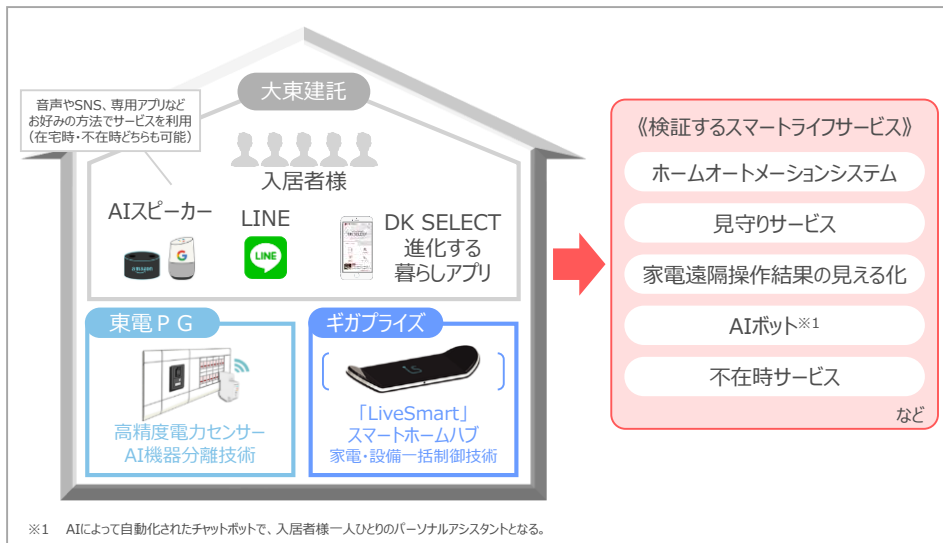 大東建託
音声やSNS、専用アプリなど
お好みの方法でサービスを利用
（在宅時・不在時どちらも可能）
入居者様
AIスピーカー
LINE
DK SELECT
進化する
暮らしアプリ
amazon
G
LINE
東電ＰＧ
高精度電力センサー
AI機器分離技術
ギガプライズ
LS
「LiveSmart」
スマートホームハブ
家電・設備一括制御技術
《検証するスマートライフサービス》
ホームオートメーションシステム
見守りサービス
家電遠隔操作結果の見える化
AIボット※1
不在時サービス
など
※1 AIによって自動化されたチャットボットで、入居者様一人ひとりのパーソナルアシスタントとなる。